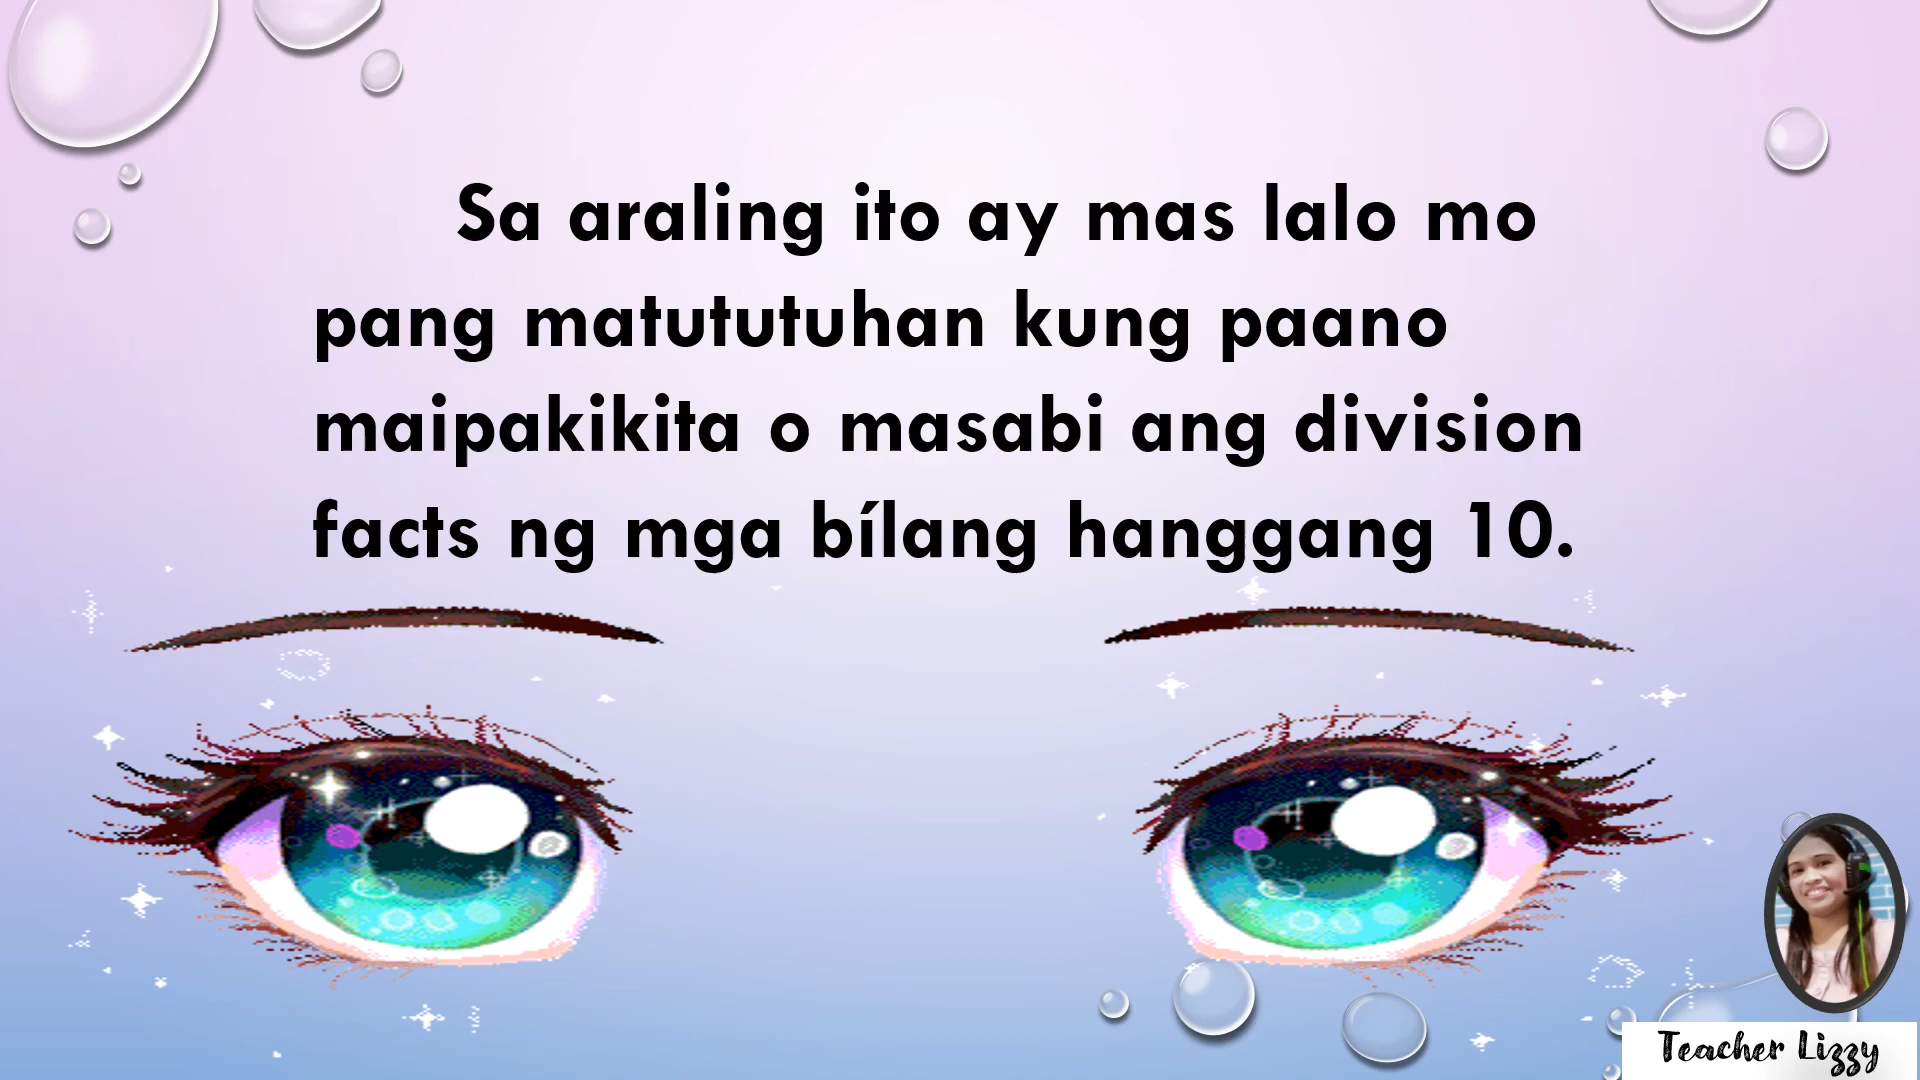 Sa araling ito ay mas lalo mo
pang matututuhan kung paano
maipakikita o masabi ang division
facts ng mga bílang hanggang 10.
Teacher Lizzy